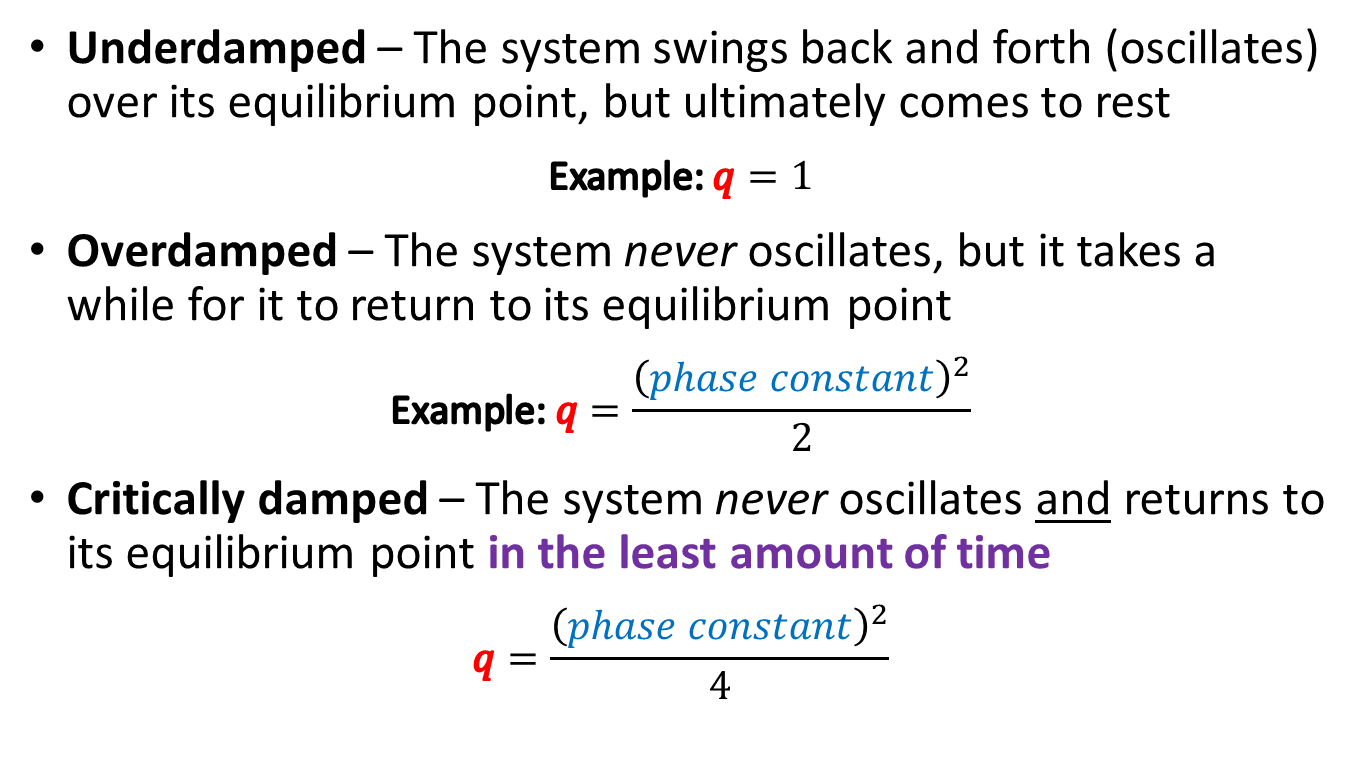 • Underdamped – The system swings back and forth (oscillates)
over its equilibrium point, but ultimately comes to rest
Example: q = 1
• Overdamped – The system never oscillates, but it takes a
while for it to return to its equilibrium point
Example: q = (phase constant)² / 2
• Critically damped – The system never oscillates and returns to
its equilibrium point in the least amount of time
q = (phase constant)² / 4